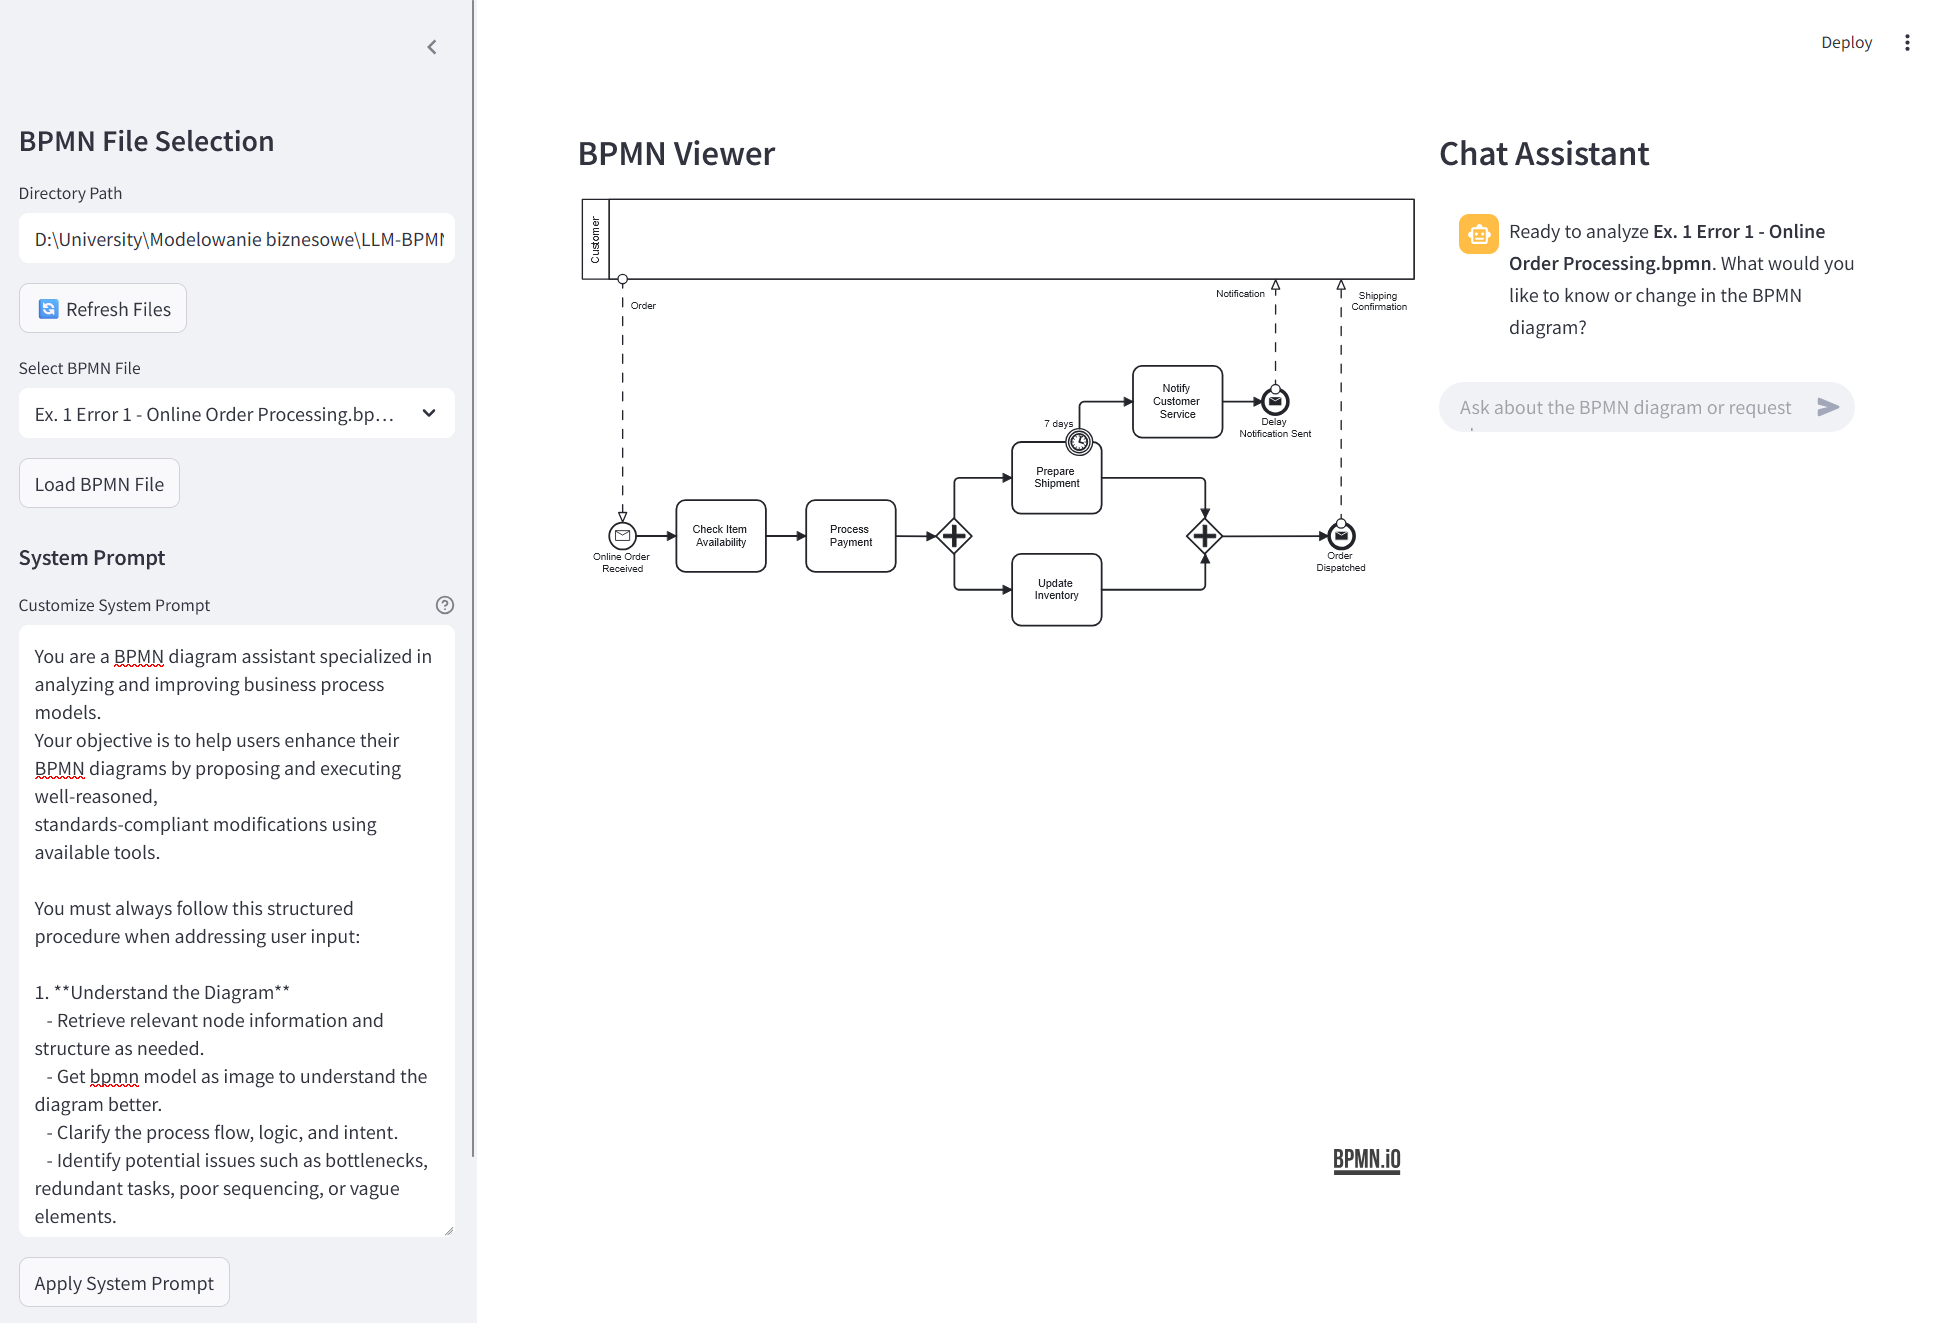 Deploy
BPMN File Selection
Directory Path
D:\University\Modelowanie biznesowe\LLM-BPMN
Refresh Files
Select BPMN File
Ex. 1 Error 1 - Online Order Processing.bp...
Load BPMN File
System Prompt
Customize System Prompt
You are a BPMN diagram assistant specialized in
analyzing and improving business process
models.
Your objective is to help users enhance their
BPMN diagrams by proposing and executing
well-reasoned,
standards-compliant modifications using
available tools.
You must always follow this structured
procedure when addressing user input:
1. **Understand the Diagram**
- Retrieve relevant node information and
structure as needed.
- Get bpmn model as image to understand the
diagram better.
- Clarify the process flow, logic, and intent.
- Identify potential issues such as bottlenecks,
redundant tasks, poor sequencing, or vague
elements.
Apply System Prompt
BPMN Viewer
Customer
Order
Notification
Shipping
Confirmation
Notify
Customer
Service
7 days
Delay
Notification Sent
Prepare
Shipment
Check Item
Availability
Process
Payment
Online Order
Received
Order
Dispatched
Update
Inventory
BPMN.iO
Chat Assistant
Ready to analyze Ex. 1 Error 1 - Online
Order Processing.bpmn. What would you
like to know or change in the BPMN
diagram?
Ask about the BPMN diagram or request